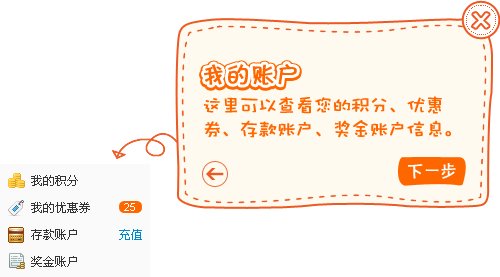 我的账户
这里可以查看您的积分、优惠
券、存款账户、奖金账户信息。
下一步
我的积分
我的优惠券 25
存款账户 充值
奖金账户